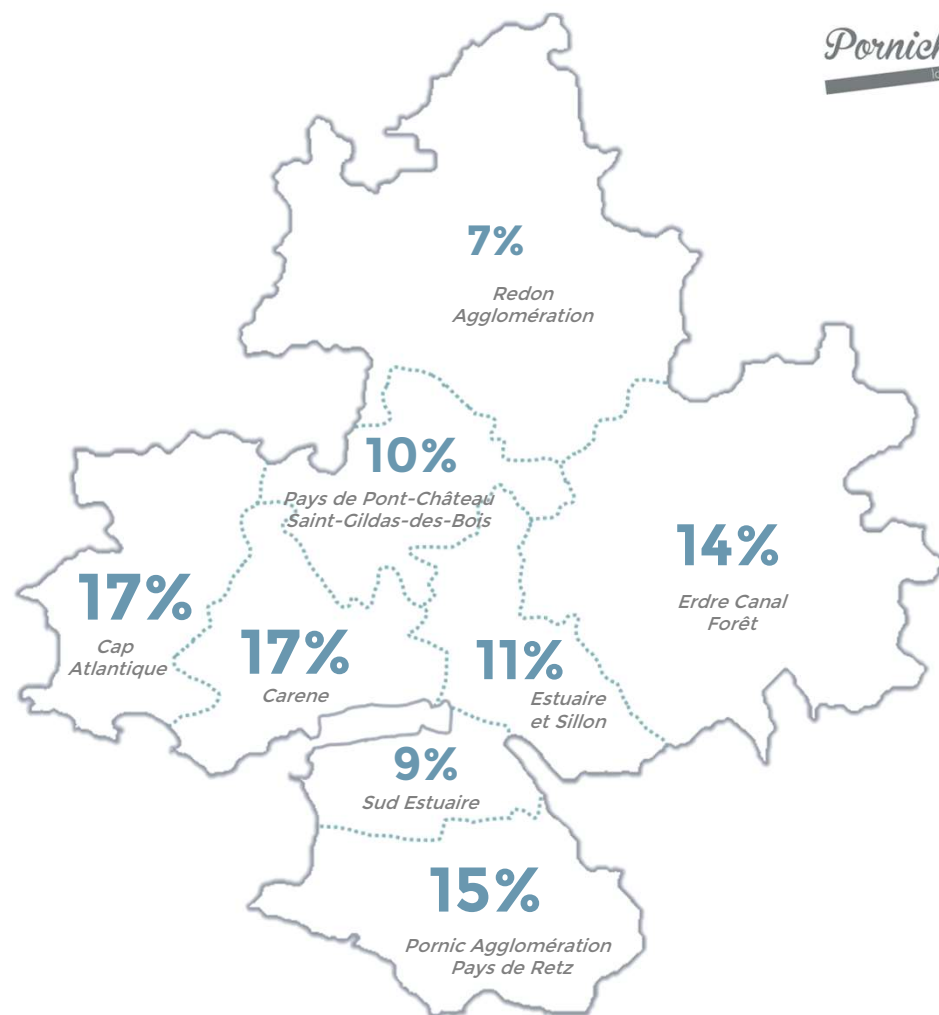 7%
Redon
Agglomération
10%
Pays de Pont-Château
Saint-Gildas-des-Bois
14%
Erdre Canal
Forêt
17%
Cap
Atlantique
17%
Carene
11%
Estuaire
et Sillon
9%
Sud Estuaire
15%
Pornic Agglomération
Pays de Retz